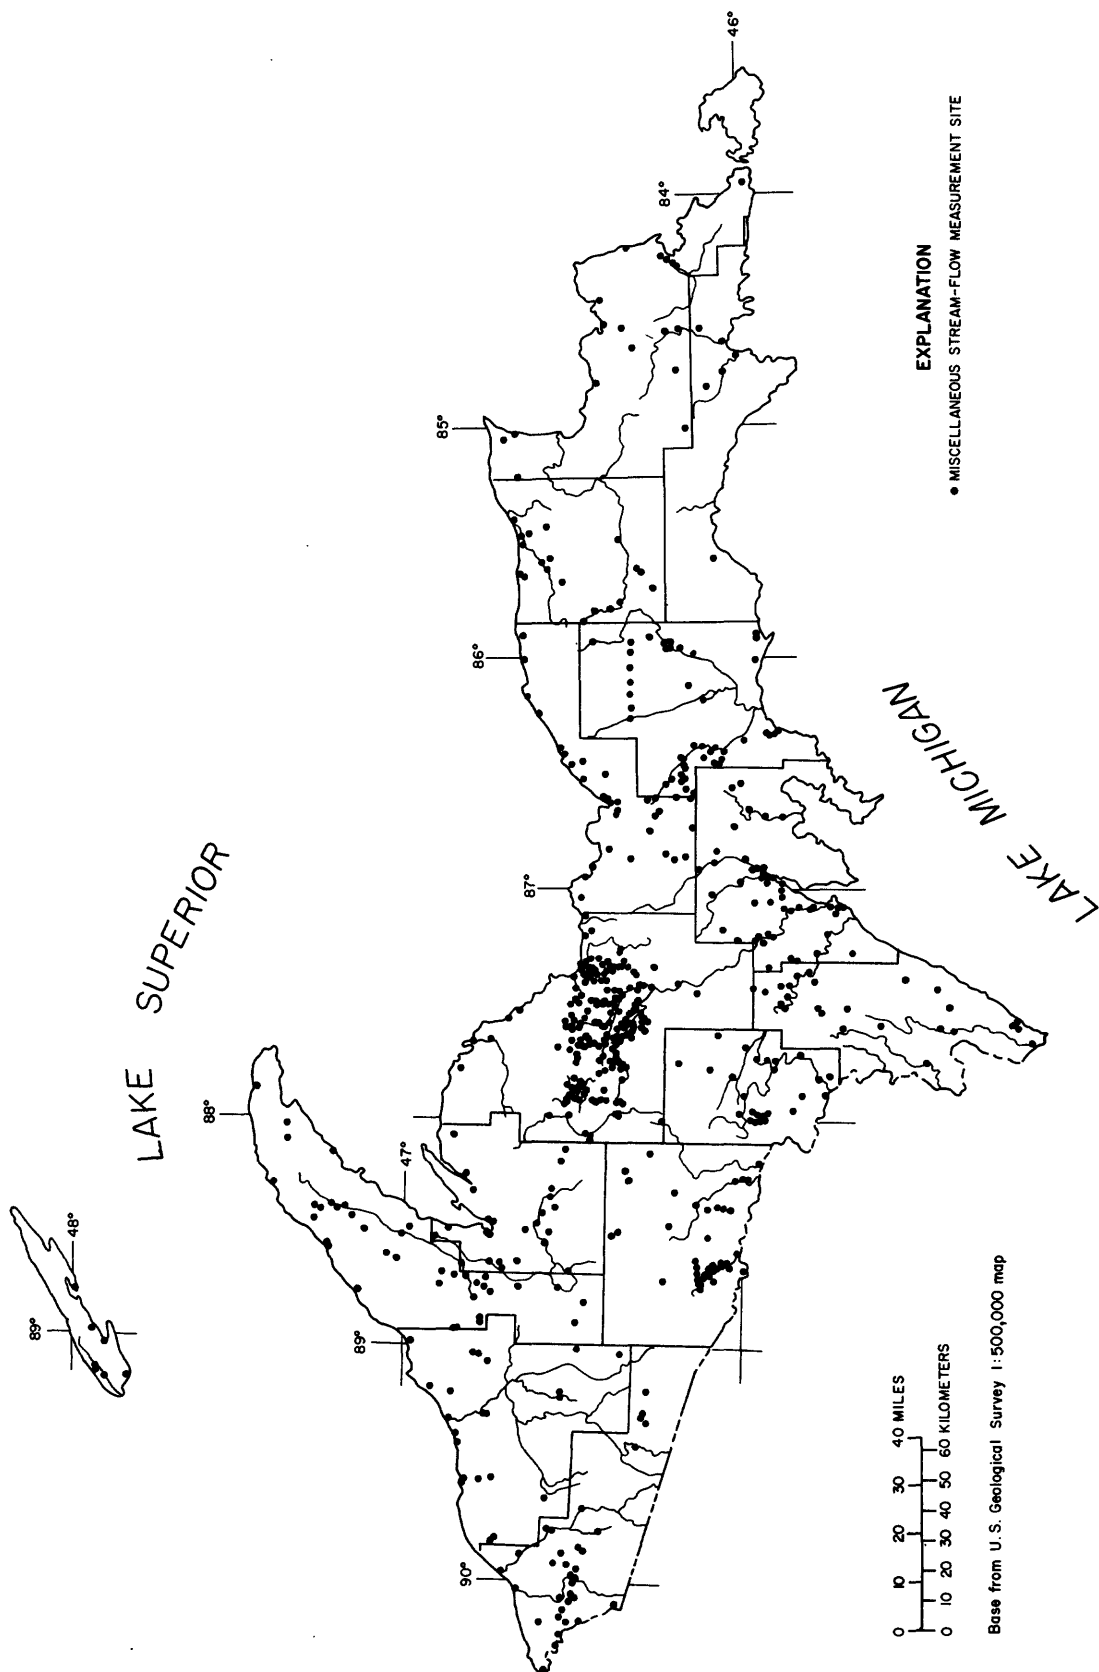 LAKE SUPERIOR
LAKE MICHIGAN
48°
89°
88°
47°
89°
90°
87°
86°
85°
84°
46°
EXPLANATION
● MISCELLANEOUS STREAM-FLOW MEASUREMENT SITE
0 10 20 30 40 MILES
0 10 20 30 40 50 60 KILOMETERS
Base from U.S. Geological Survey 1:500,000 map